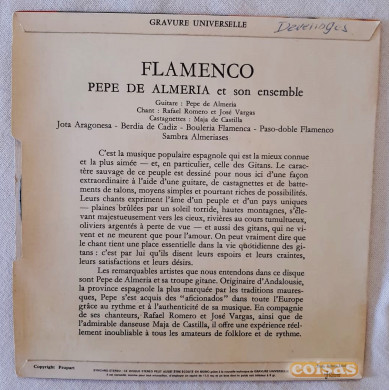 GRAVURE UNIVERSELLE
FLAMENCO
PEPE DE ALMERIA et son ensemble
Guitare : Pepe de Almeria
Chant : Rafael Romero et José Vargas
Castagnettes : Maja de Castilla
Jota Aragonesa - Berdia de Cadiz - Bouleria Flamenca - Paso-doble Flamenco
Sambra Almeriases
C'est la musique populaire espagnole qui est la mieux connue
et la plus aimée — et, en particulier, celle des Gitans. Le carac-
tère sauvage de ce peuple est dessiné pour nous ici d'une façon
extraordinaire à l'aide d'une guitare, de castagnettes et de batte-
ments de talons, moyens simples et pourtant riches de possibilités.
Leurs chants expriment l'âme d'un peuple et d'un pays uniques
— plaines brûlées par un soleil torride, hautes montagnes, s'éle-
vant majestueusement vers les cieux, rivières au cours tumultueux,
oliviers argentés à perte de vue — et aussi des gitans, qui ne vi-
vent et ne meurent que pour l'amour. On peut vraiment dire que
le chant tient une place essentielle dans la vie quotidienne des gi-
tans : c'est par lui qu'ils disent leurs espoirs et leurs craintes,
leurs satisfactions et leurs désirs.
Les remarquables artistes que nous entendons dans ce disque
sont Pepe de Almeria et sa troupe gitane. Originaire d'Andalousie,
la province espagnole la plus marquée par les traditions maures-
ques, Pepe s'est acquis des "aficionados" dans toute l'Europe
grâce au rythme et à l'authenticité de sa musique. En compagnie
de ses chanteurs, Rafael Romero et José Vargas, ainsi que de
l'admirable danseuse Maja de Castilla, il offre une expérience réel-
lement inoubliable à tous les amateurs de folklore et de rythme.
coisas